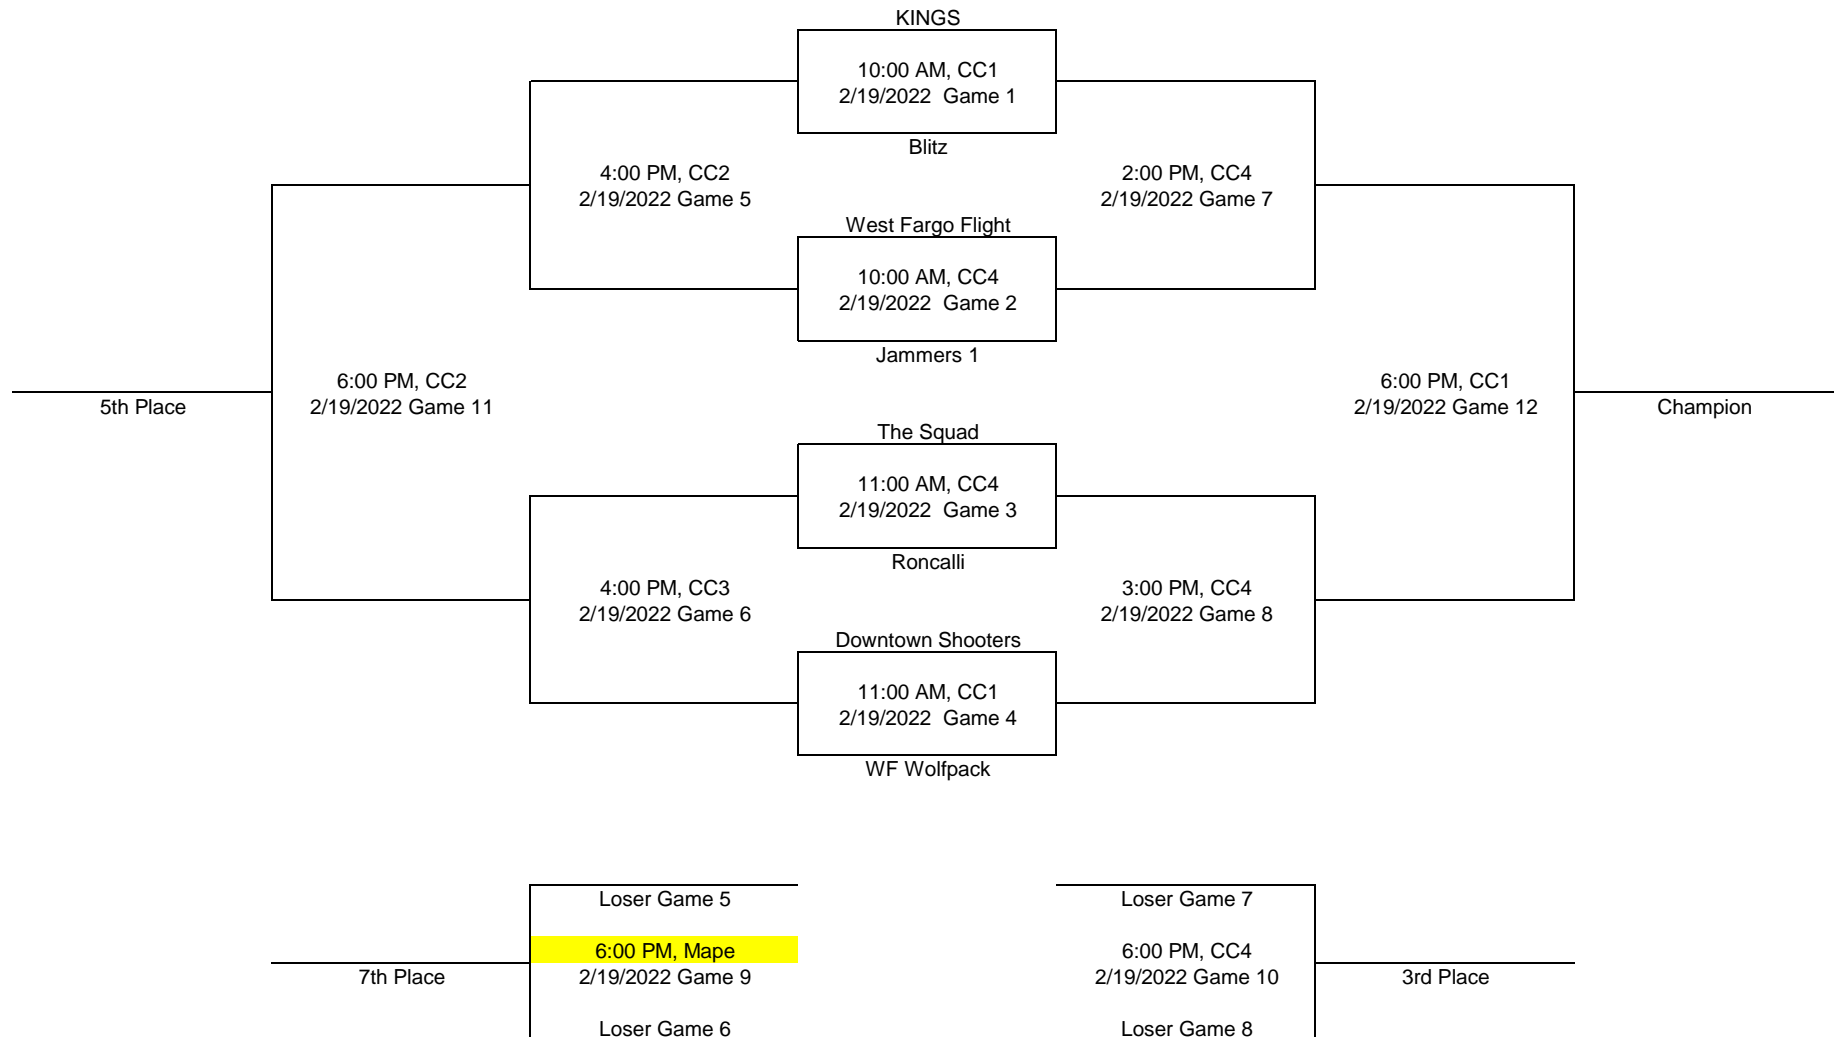 KINGS
10:00 AM, CC1
2/19/2022  Game 1
Blitz
4:00 PM, CC2
2/19/2022 Game 5
2:00 PM, CC4
2/19/2022 Game 7
West Fargo Flight
10:00 AM, CC4
2/19/2022  Game 2
Jammers 1
6:00 PM, CC2
2/19/2022 Game 11
5th Place
6:00 PM, CC1
2/19/2022 Game 12
Champion
The Squad
11:00 AM, CC4
2/19/2022  Game 3
Roncalli
4:00 PM, CC3
2/19/2022 Game 6
3:00 PM, CC4
2/19/2022 Game 8
Downtown Shooters
11:00 AM, CC1
2/19/2022  Game 4
WF Wolfpack
Loser Game 5
6:00 PM, Mape
2/19/2022 Game 9
7th Place
Loser Game 6
Loser Game 7
6:00 PM, CC4
2/19/2022 Game 10
3rd Place
Loser Game 8